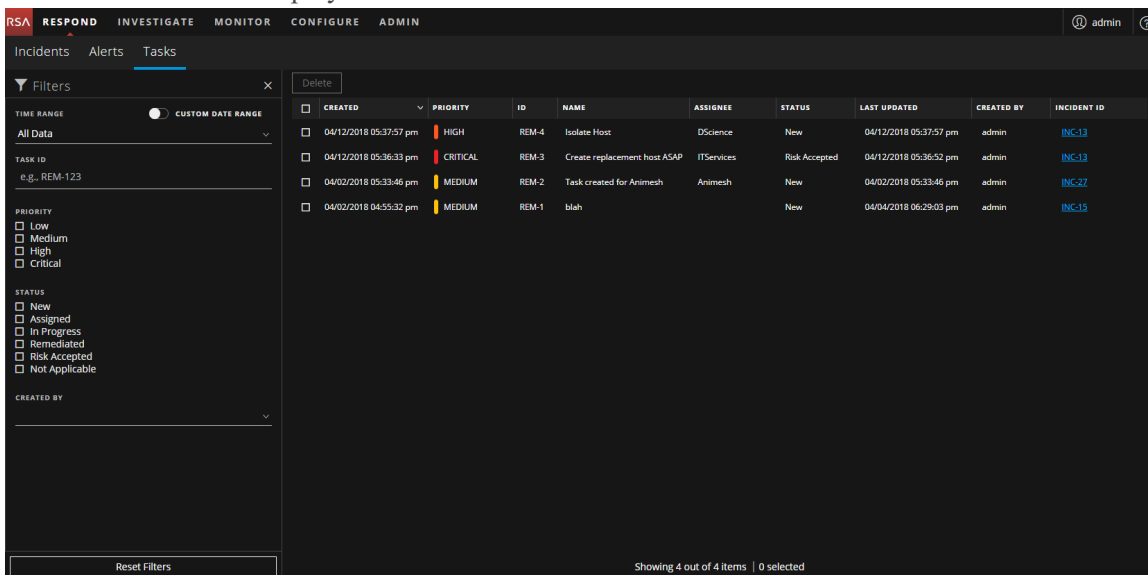 RSA RESPOND INVESTIGATE MONITOR CONFIGURE ADMIN admin
Incidents Alerts Tasks
Filters
TIME RANGE CUSTOM DATE RANGE
All Data
TASK ID
e.g., REM-123
PRIORITY
Low
Medium
High
Critical
STATUS
New
Assigned
In Progress
Remediated
Risk Accepted
Not Applicable
CREATED BY
Reset Filters
Delete
CREATED PRIORITY ID NAME ASSIGNEE STATUS LAST UPDATED CREATED BY INCIDENT ID
04/12/2018 05:37:57 pm HIGH REM-4 Isolate Host DScience New 04/12/2018 05:37:57 pm admin INC-13
04/12/2018 05:36:33 pm CRITICAL REM-3 Create replacement host ASAP ITServices Risk Accepted 04/12/2018 05:36:52 pm admin INC-13
04/02/2018 05:33:46 pm MEDIUM REM-2 Task created for Animesh Animesh New 04/02/2018 05:33:46 pm admin INC-27
04/02/2018 04:55:32 pm MEDIUM REM-1 blah New 04/04/2018 06:29:03 pm admin INC-15
Showing 4 out of 4 items | 0 selected